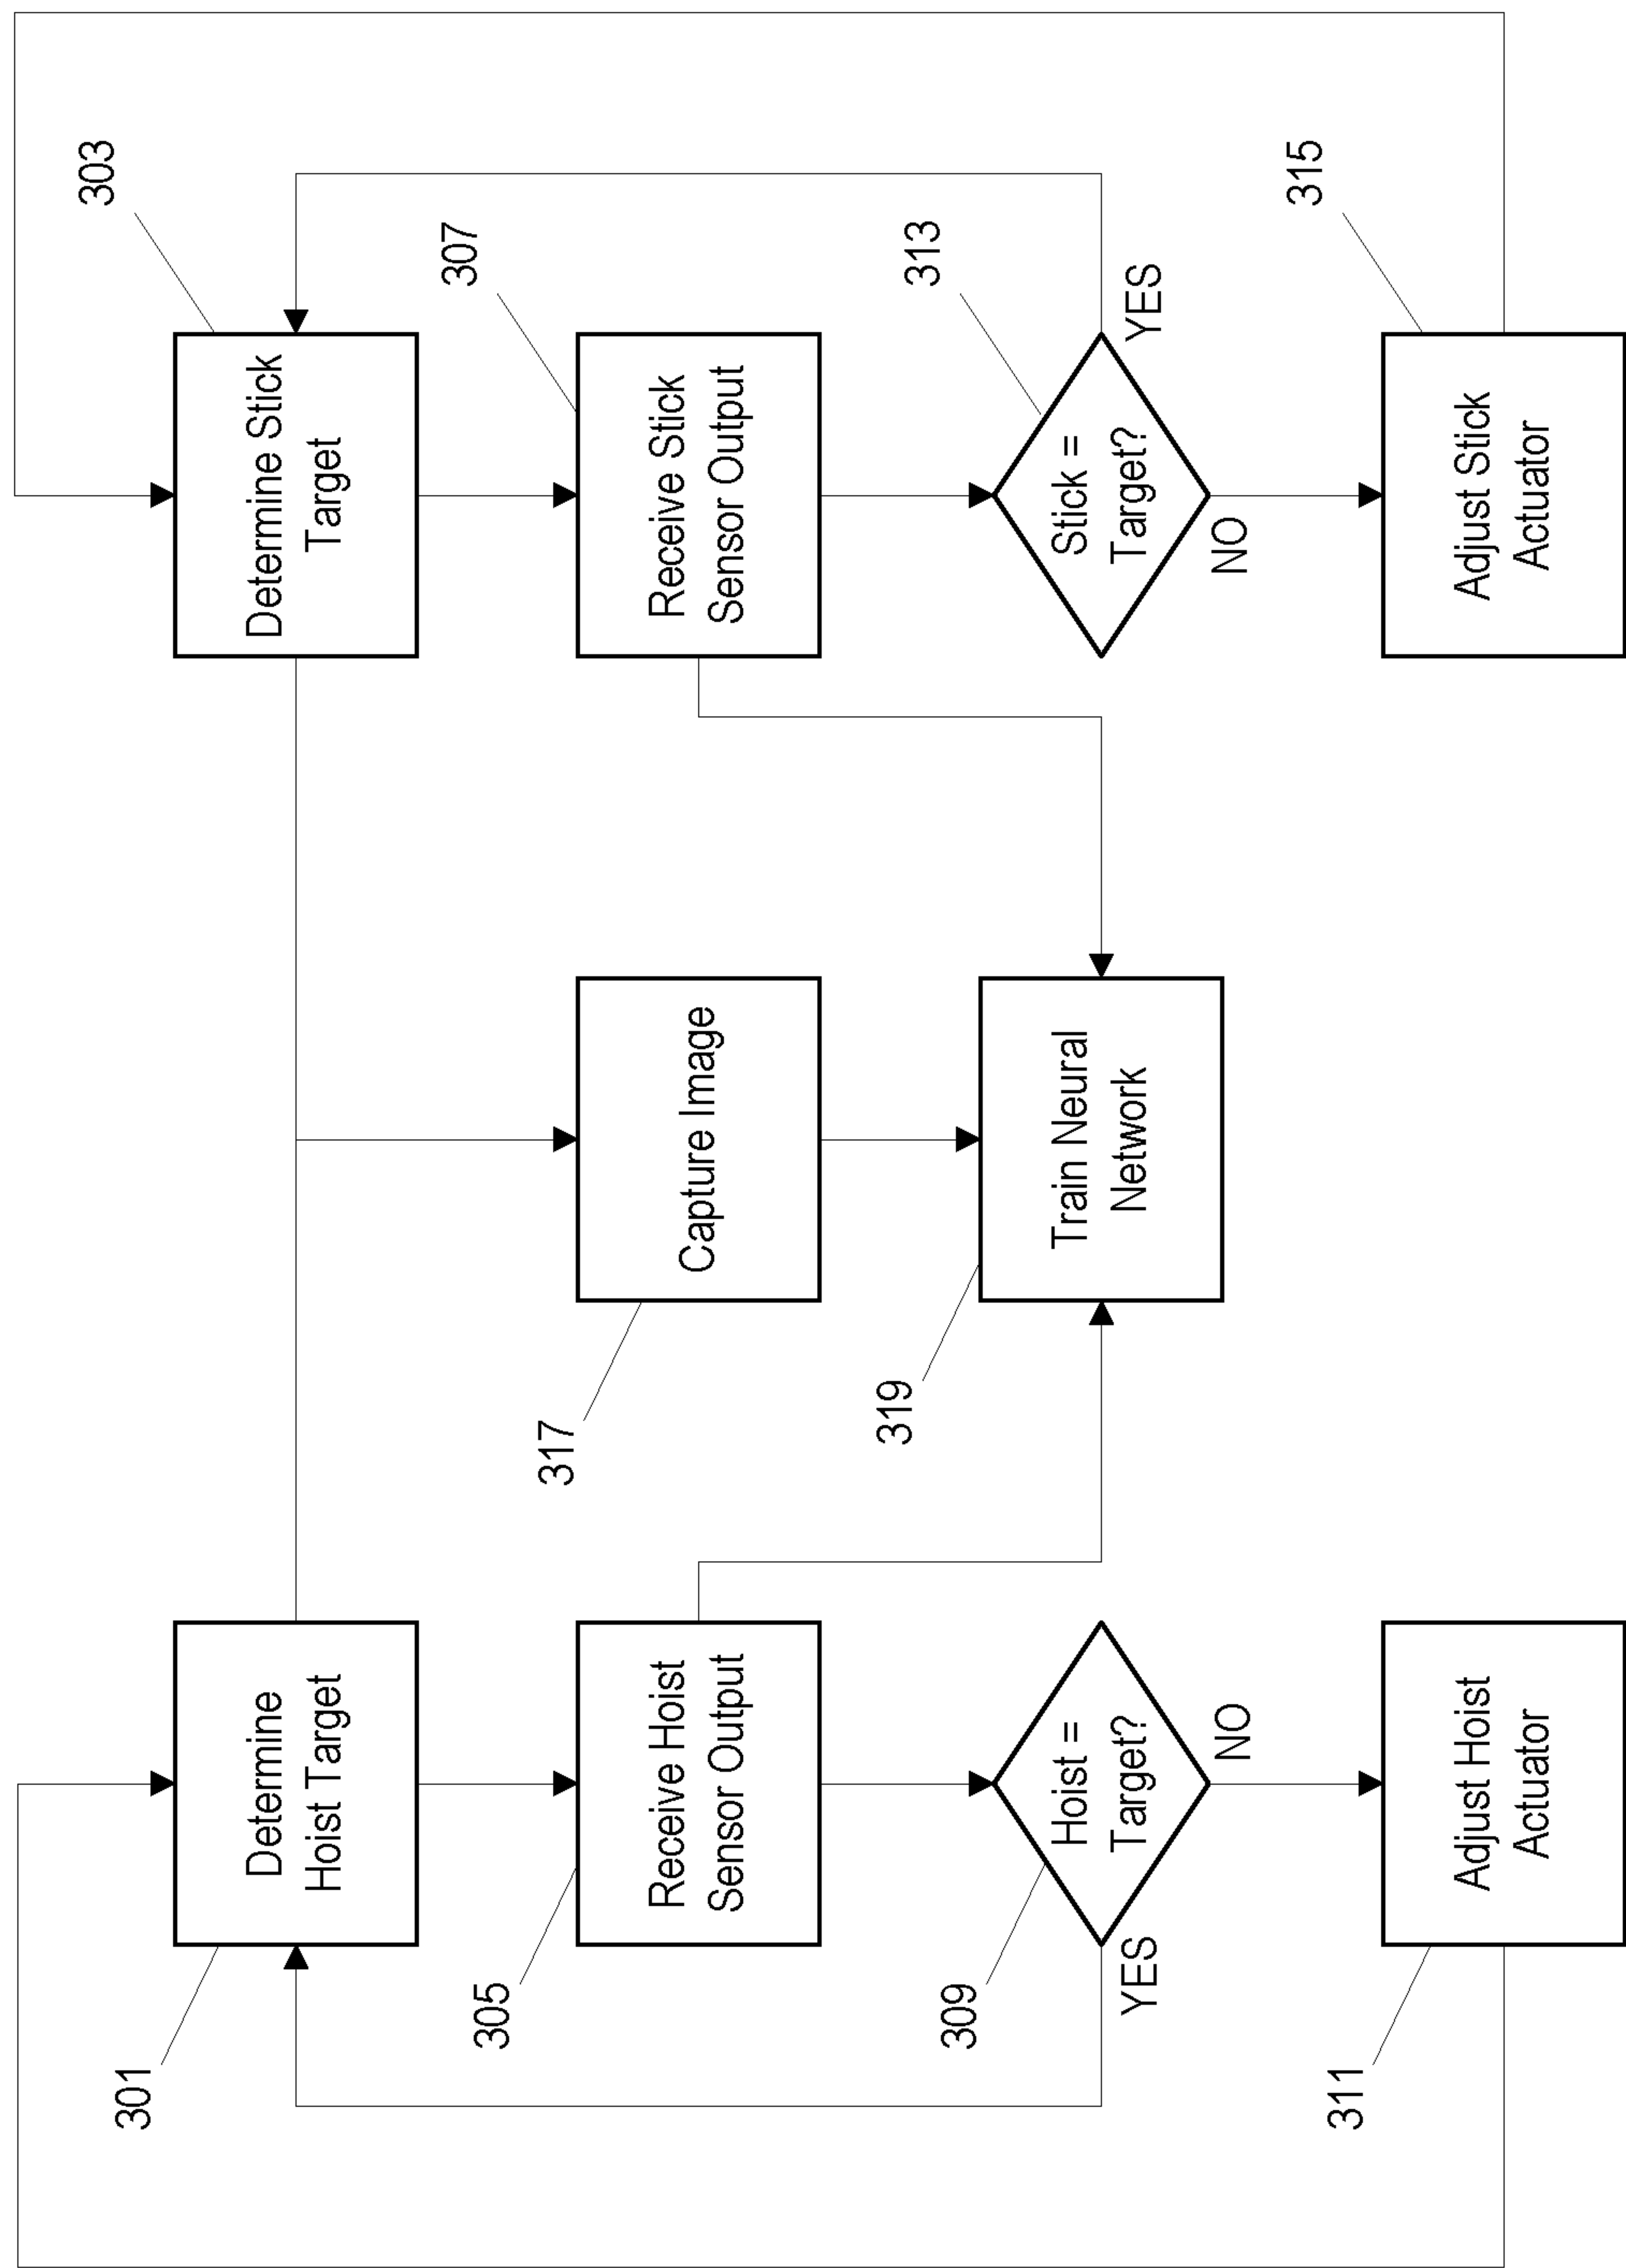 301
Determine
Hoist Target
303
Determine Stick
Target
305
Receive Hoist
Sensor Output
317
Capture Image
307
Receive Stick
Sensor Output
309
Hoist =
Target?
YES
NO
319
Train Neural
Network
313
Stick =
Target?
NO
YES
311
Adjust Hoist
Actuator
315
Adjust Stick
Actuator